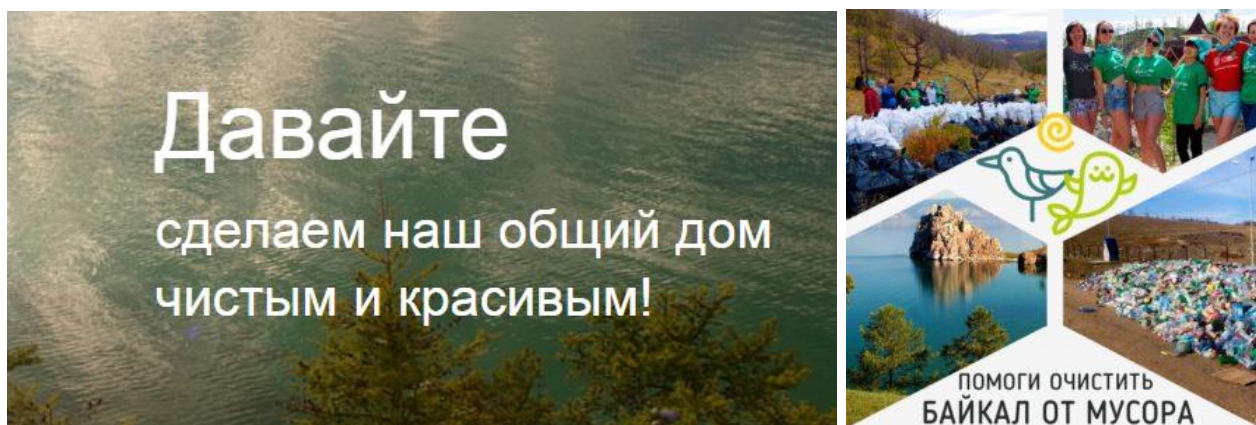 Давайте
сделаем наш общий дом
чистым и красивым!
ПОМОГИ ОЧИСТИТЬ
БАЙКАЛ ОТ МУСОРА